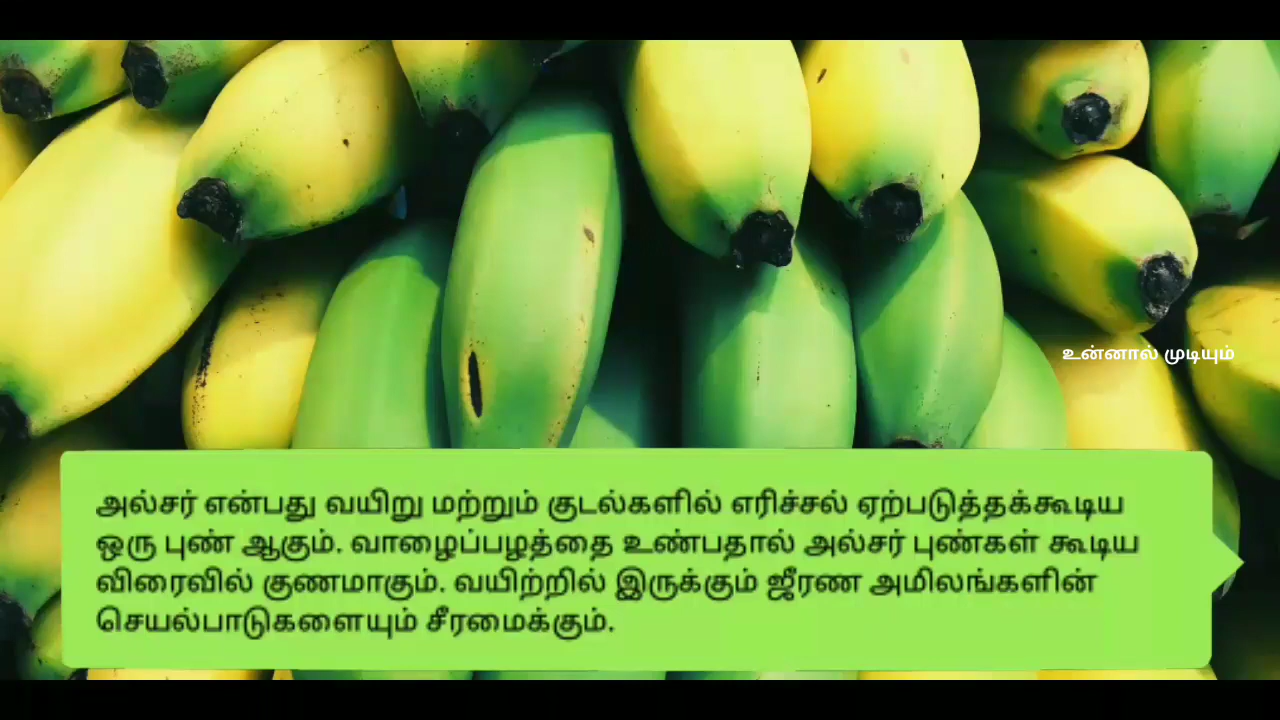 உன்னால் முடியும்
அல்சர் என்பது வயிறு மற்றும் குடல்களில் எரிச்சல் ஏற்படுத்தக்கூடிய
ஒரு புண் ஆகும். வாழைப்பழத்தை உண்பதால் அல்சர் புண்கள் கூடிய
விரைவில் குணமாகும். வயிற்றில் இருக்கும் ஜீரண அமிலங்களின்
செயல்பாடுகளையும் சீரமைக்கும்.